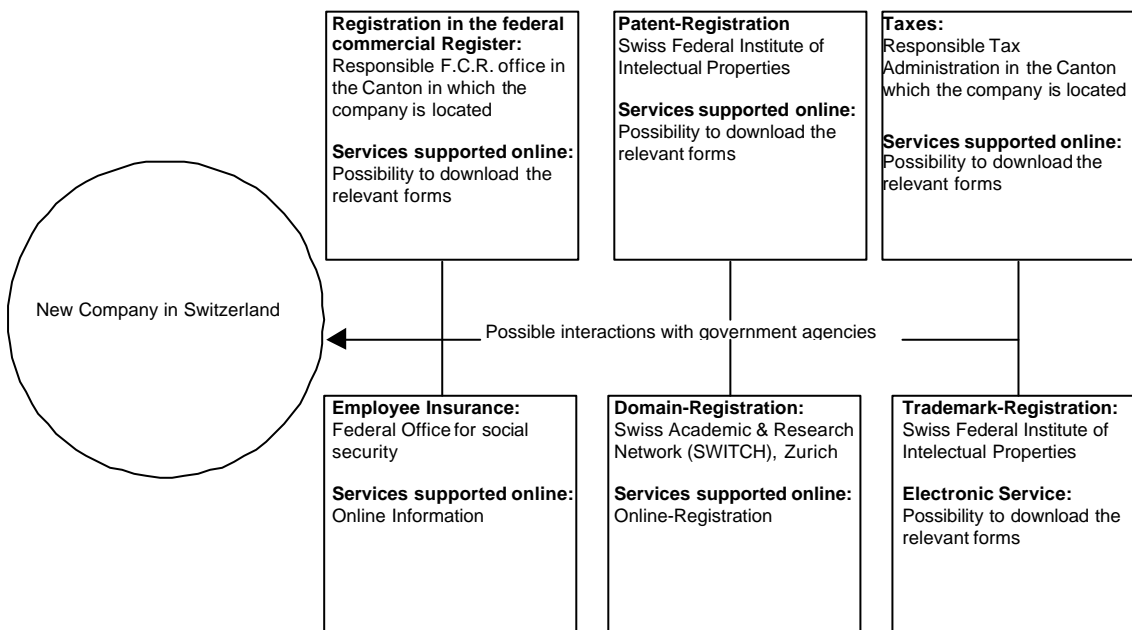 Registration in the federal
commercial Register:
Responsible F.C.R. office in
the Canton in which the
company is located
Services supported online:
Possibility to download the
relevant forms
Patent-Registration
Swiss Federal Institute of
Intelectual Properties
Services supported online:
Possibility to download the
relevant forms
Taxes:
Responsible Tax
Administration in the Canton
which the company is located
Services supported online:
Possibility to download the
relevant forms
New Company in Switzerland
Possible interactions with government agencies
Employee Insurance:
Federal Office for social
security
Services supported online:
Online Information
Domain-Registration:
Swiss Academic & Research
Network (SWITCH), Zurich
Services supported online:
Online-Registration
Trademark-Registration:
Swiss Federal Institute of
Intelectual Properties
Electronic Service:
Possibility to download the
relevant forms